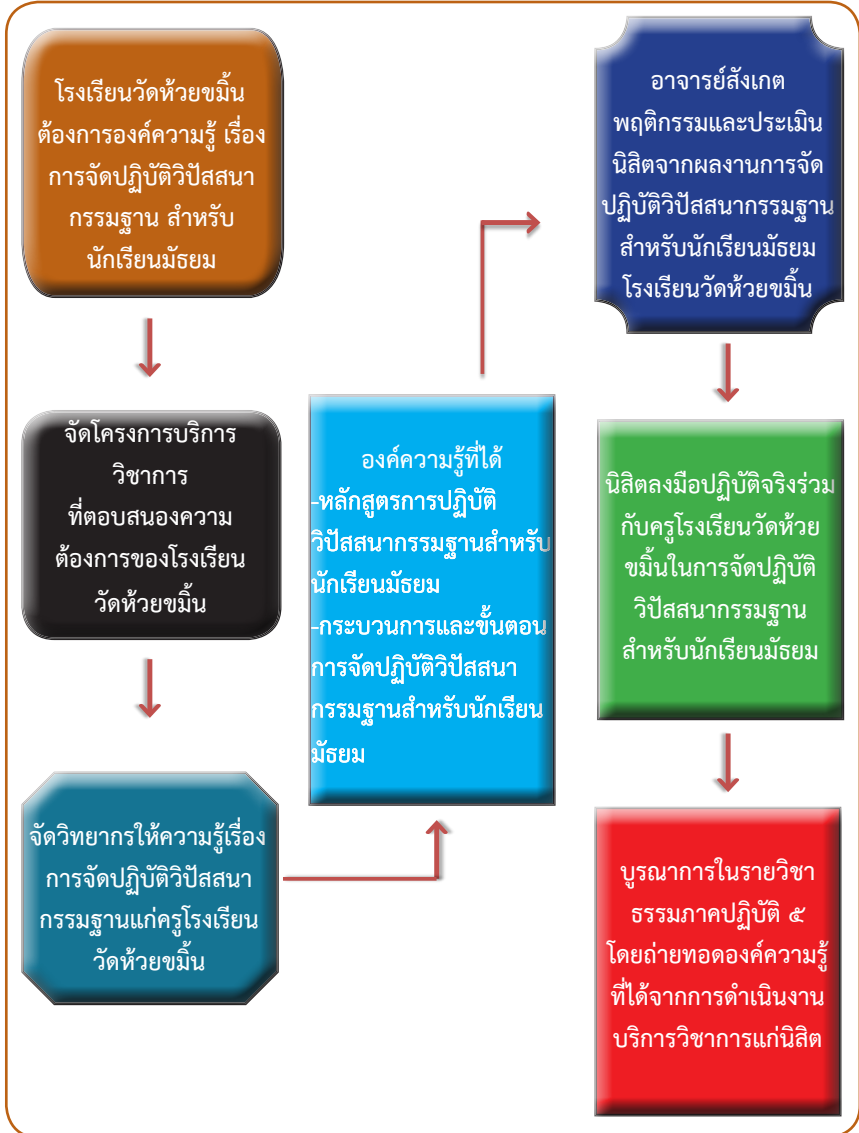 โรงเรียนวัดห้วยขมิ้น
ต้องการองค์ความรู้ เรื่อง
การจัดปฏิบัติวิปัสสนา
กรรมฐาน สำหรับ
นักเรียนมัธยม
จัดโครงการบริการ
วิชาการ
ที่ตอบสนองความ
ต้องการของโรงเรียน
วัดห้วยขมิ้น
จัดวิทยากรให้ความรู้เรื่อง
การจัดปฏิบัติวิปัสสนา
กรรมฐานแก่ครูโรงเรียน
วัดห้วยขมิ้น
องค์ความรู้ที่ได้
-หลักสูตรการปฏิบัติ
วิปัสสนากรรมฐานสำหรับ
นักเรียนมัธยม
-กระบวนการและขั้นตอน
การจัดปฏิบัติวิปัสสนา
กรรมฐานสำหรับนักเรียน
มัธยม
อาจารย์สังเกต
พฤติกรรมและประเมิน
นิสิตจากผลงานการจัด
ปฏิบัติวิปัสสนากรรมฐาน
สำหรับนักเรียนมัธยม
โรงเรียนวัดห้วยขมิ้น
นิสิตลงมือปฏิบัติจริงร่วม
กับครูโรงเรียนวัดห้วย
ขมิ้นในการจัดปฏิบัติ
วิปัสสนากรรมฐาน
สำหรับนักเรียนมัธยม
บูรณาการในรายวิชา
ธรรมภาคปฏิบัติ ๕
โดยถ่ายทอดองค์ความรู้
ที่ได้จากการดำเนินงาน
บริการวิชาการแก่นิสิต